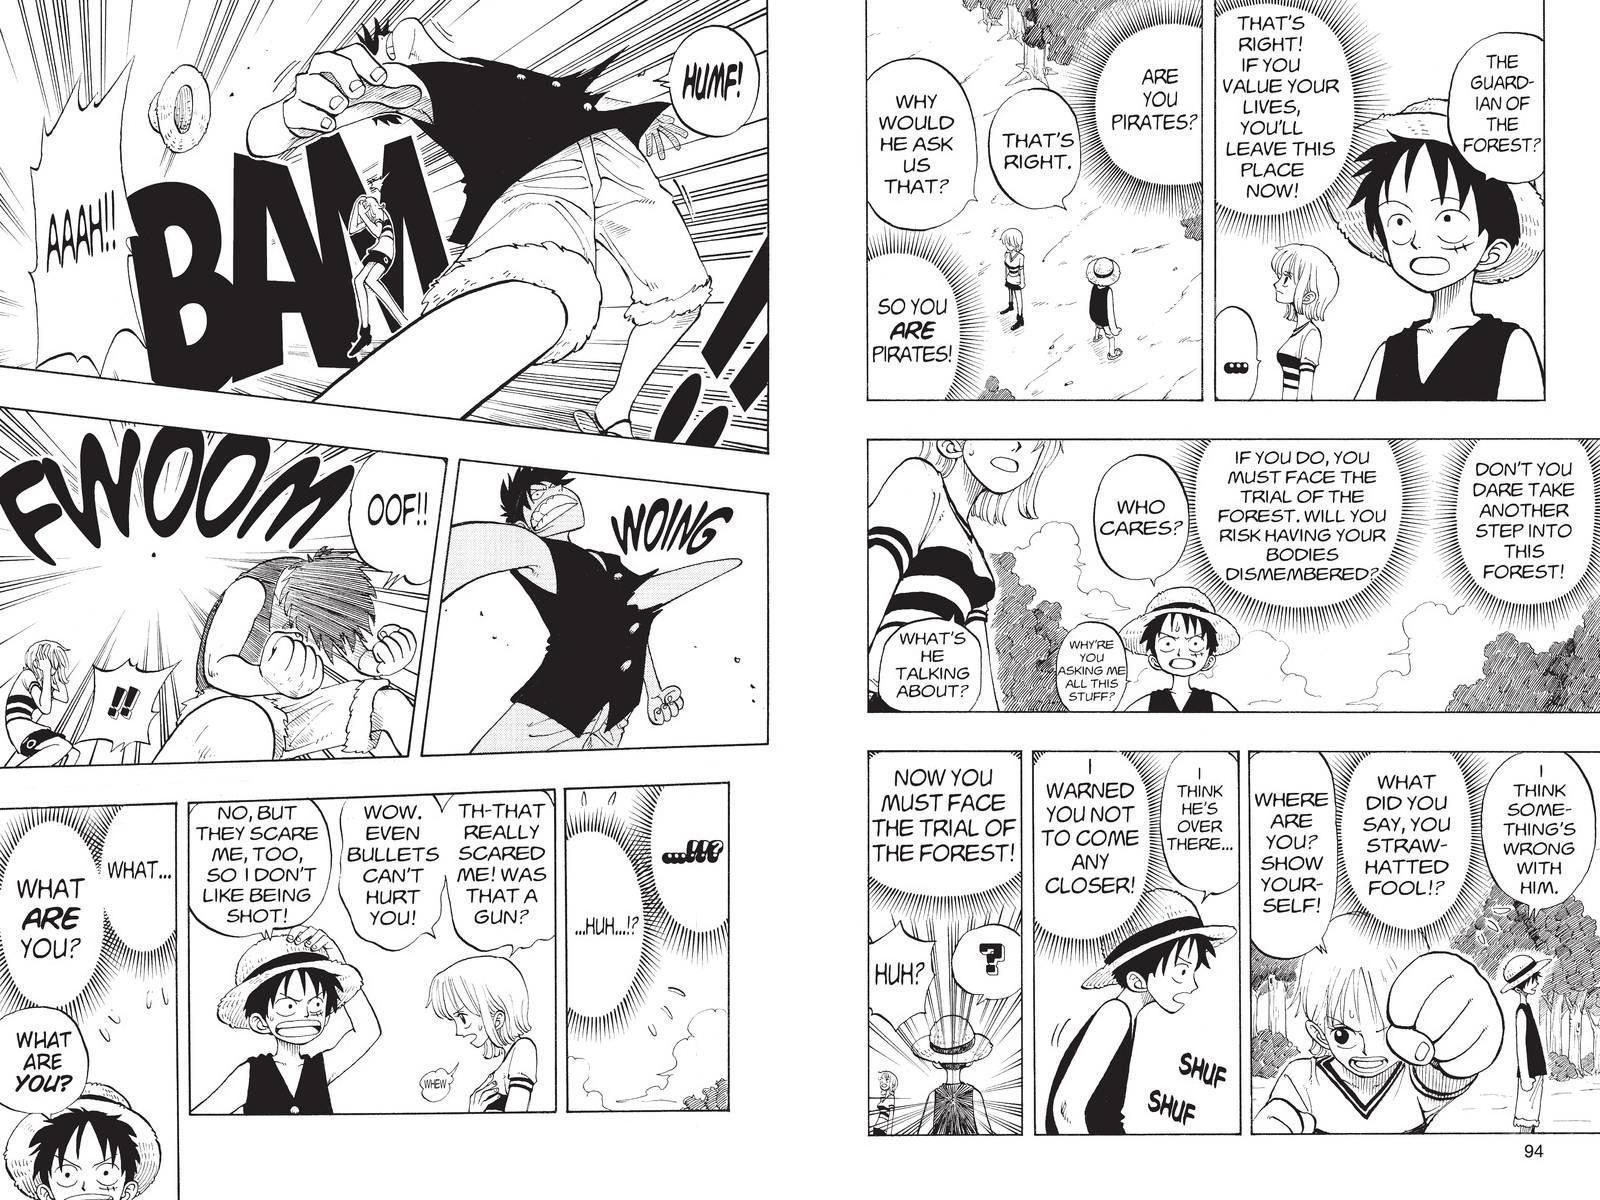 THE
GUARD-
IAN OF
THE
FOREST?
THAT'S
RIGHT!
IF YOU
VALUE YOUR
LIVES,
YOU'LL
LEAVE THIS
PLACE
NOW!
...
ARE
YOU
PIRATES?
THAT'S
RIGHT.
WHY
WOULD
HE ASK
US
THAT?
SO YOU
ARE
PIRATES!
DON'T YOU
DARE TAKE
ANOTHER
STEP INTO
THIS
FOREST!
IF YOU DO, YOU
MUST FACE THE
TRIAL OF THE
FOREST. WILL YOU
RISK HAVING YOUR
BODIES
DISMEMBERED?
WHO
CARES?
WHY'RE
YOU
ASKING ME
ALL THIS
STUFF?
WHAT'S
HE
TALKING
ABOUT?
I
THINK
SOME-
THING'S
WRONG
WITH
HIM.
WHAT
DID YOU
SAY, YOU
STRAW-
HATTED
FOOL!?
WHERE
ARE
YOU?
SHOW
YOUR-
SELF!
I
THINK
HE'S
OVER
THERE...
I
WARNED
YOU NOT
TO COME
ANY
CLOSER!
SHUF
SHUF
NOW YOU
MUST FACE
THE TRIAL OF
THE FOREST!
?
HUH?
94
HUMF!
BAM!!
AAAH!!
WOING
OOF!!
FWOOM
!!
...!!?
...HUH...!?
TH-THAT
REALLY
SCARED
ME! WAS
THAT A
GUN?
WOW.
EVEN
BULLETS
CAN'T
HURT
YOU!
WHEW
NO, BUT
THEY SCARE
ME, TOO,
SO I DON'T
LIKE BEING
SHOT!
WHAT...
WHAT
ARE
YOU?
WHAT
ARE
YOU?